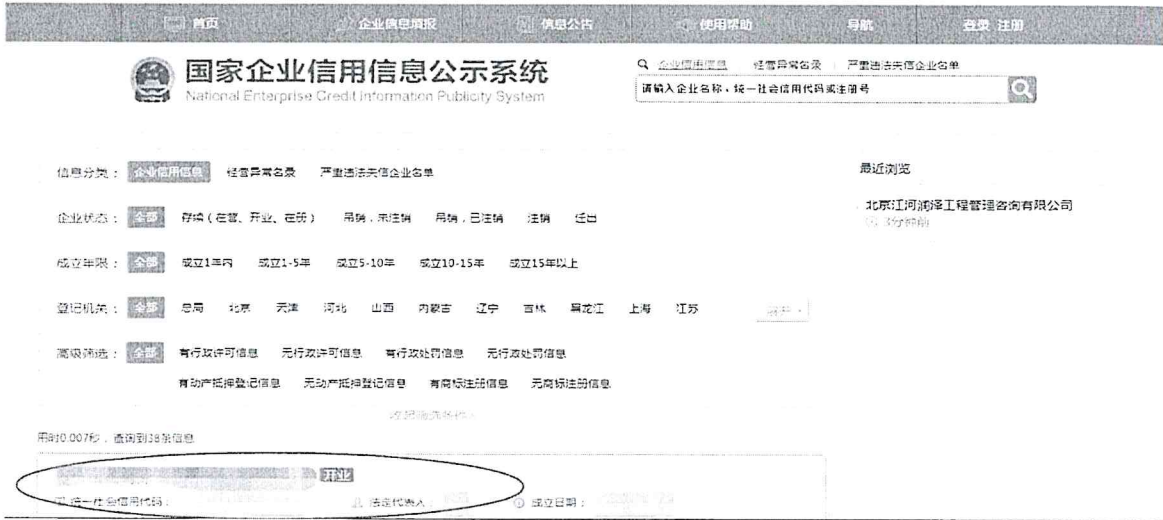 首页 企业信息填报 信息公告 使用帮助 导航 登录 注册
国家企业信用信息公示系统
National Enterprise Credit Information Publicity System
企业信用信息 经营异常名录 严重违法失信企业名单
请输入企业名称、统一社会信用代码或注册号
信息分类： 企业信用信息 经营异常名录 严重违法失信企业名单
最近浏览
企业状态： 全部 存续（在营、开业、在册） 吊销，未注销 吊销，已注销 注销 迁出
北京江河润泽工程管理咨询有限公司
3分钟前
成立年限： 全部 成立1年内 成立1-5年 成立5-10年 成立10-15年 成立15年以上
登记机关： 全部 总局 北京 天津 河北 山西 内蒙古 辽宁 吉林 黑龙江 上海 江苏 展开
高级筛选： 全部 有行政许可信息 无行政许可信息 有行政处罚信息 无行政处罚信息
有动产抵押登记信息 无动产抵押登记信息 有商标注册信息 无商标注册信息
收起筛选条件
用时0.007秒，查询到38条信息
开业
统一社会信用代码： 法定代表人： 成立日期：